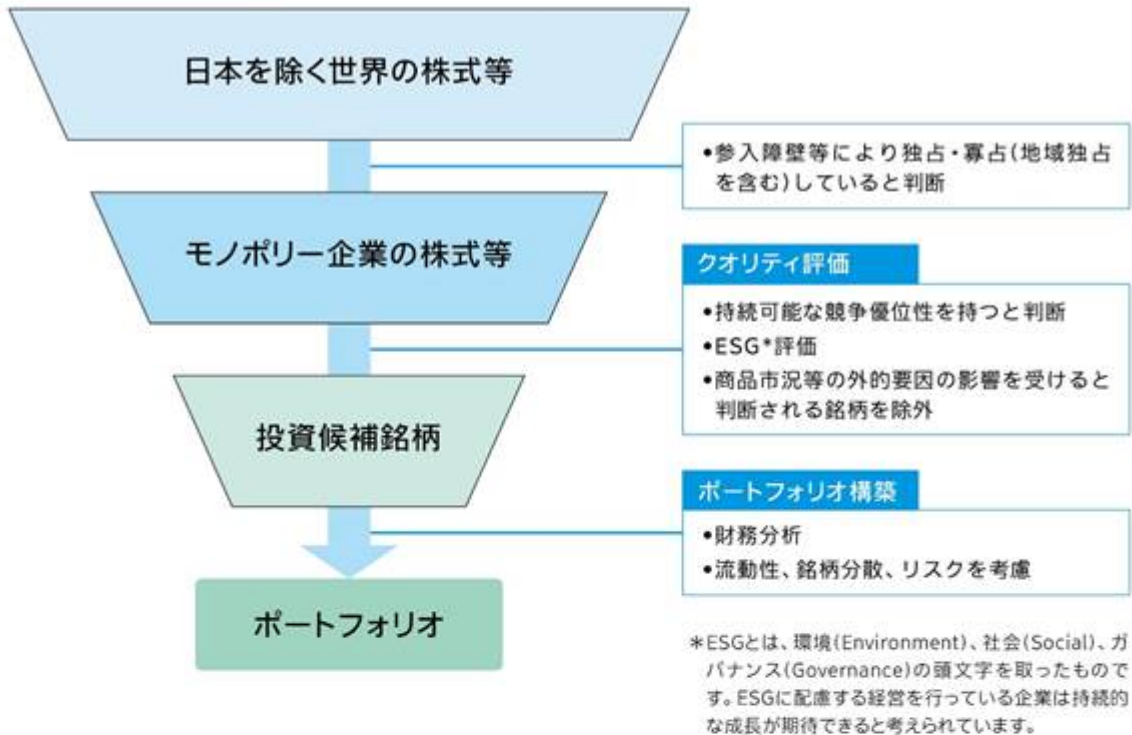 日本を除く世界の株式等
•参入障壁等により独占・寡占(地域独占
を含む)していると判断
モノポリー企業の株式等
クオリティ評価
•持続可能な競争優位性を持つと判断
•ESG*評価
•商品市況等の外的要因の影響を受けると
判断される銘柄を除外
投資候補銘柄
ポートフォリオ構築
•財務分析
•流動性、銘柄分散、リスクを考慮
ポートフォリオ
*ESGとは、環境(Environment)、社会(Social)、ガ
バナンス(Governance)の頭文字を取ったもので
す。ESGに配慮する経営を行っている企業は持続的
な成長が期待できると考えられています。